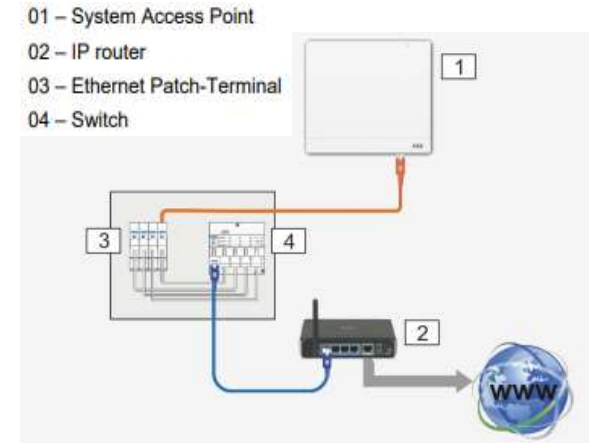 01 – System Access Point
02 – IP router
03 – Ethernet Patch-Terminal
04 – Switch
1
3
4
2
WWW